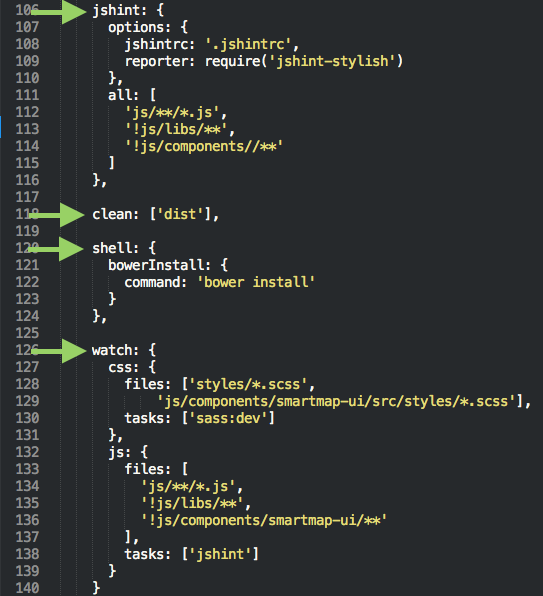 106 jshint: {
107 options: {
108 jshintrc: '.jshintrc',
109 reporter: require('jshint-stylish')
110 },
111 all: [
112 'js/**/*.js',
113 '!js/libs/**',
114 '!js/components//**'
115 ]
116 },
117
118 clean: ['dist'],
119
120 shell: {
121 bowerInstall: {
122 command: 'bower install'
123 }
124 },
125
126 watch: {
127 css: {
128 files: ['styles/*.scss',
129 'js/components/smartmap-ui/src/styles/*.scss'],
130 tasks: ['sass:dev']
131 },
132 js: {
133 files: [
134 'js/**/*.js',
135 '!js/libs/**',
136 '!js/components/smartmap-ui/**'
137 ],
138 tasks: ['jshint']
139 }
140 }